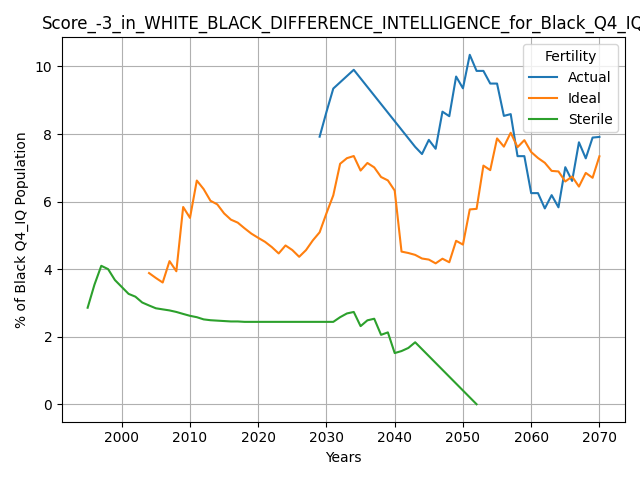 Score_-3_in_WHITE_BLACK_DIFFERENCE_INTELLIGENCE_for_Black_Q4_IQ
Fertility
Actual
Ideal
Sterile
% of Black Q4_IQ Population
10
8
6
4
2
0
2000 2010 2020 2030 2040 2050 2060 2070
Years